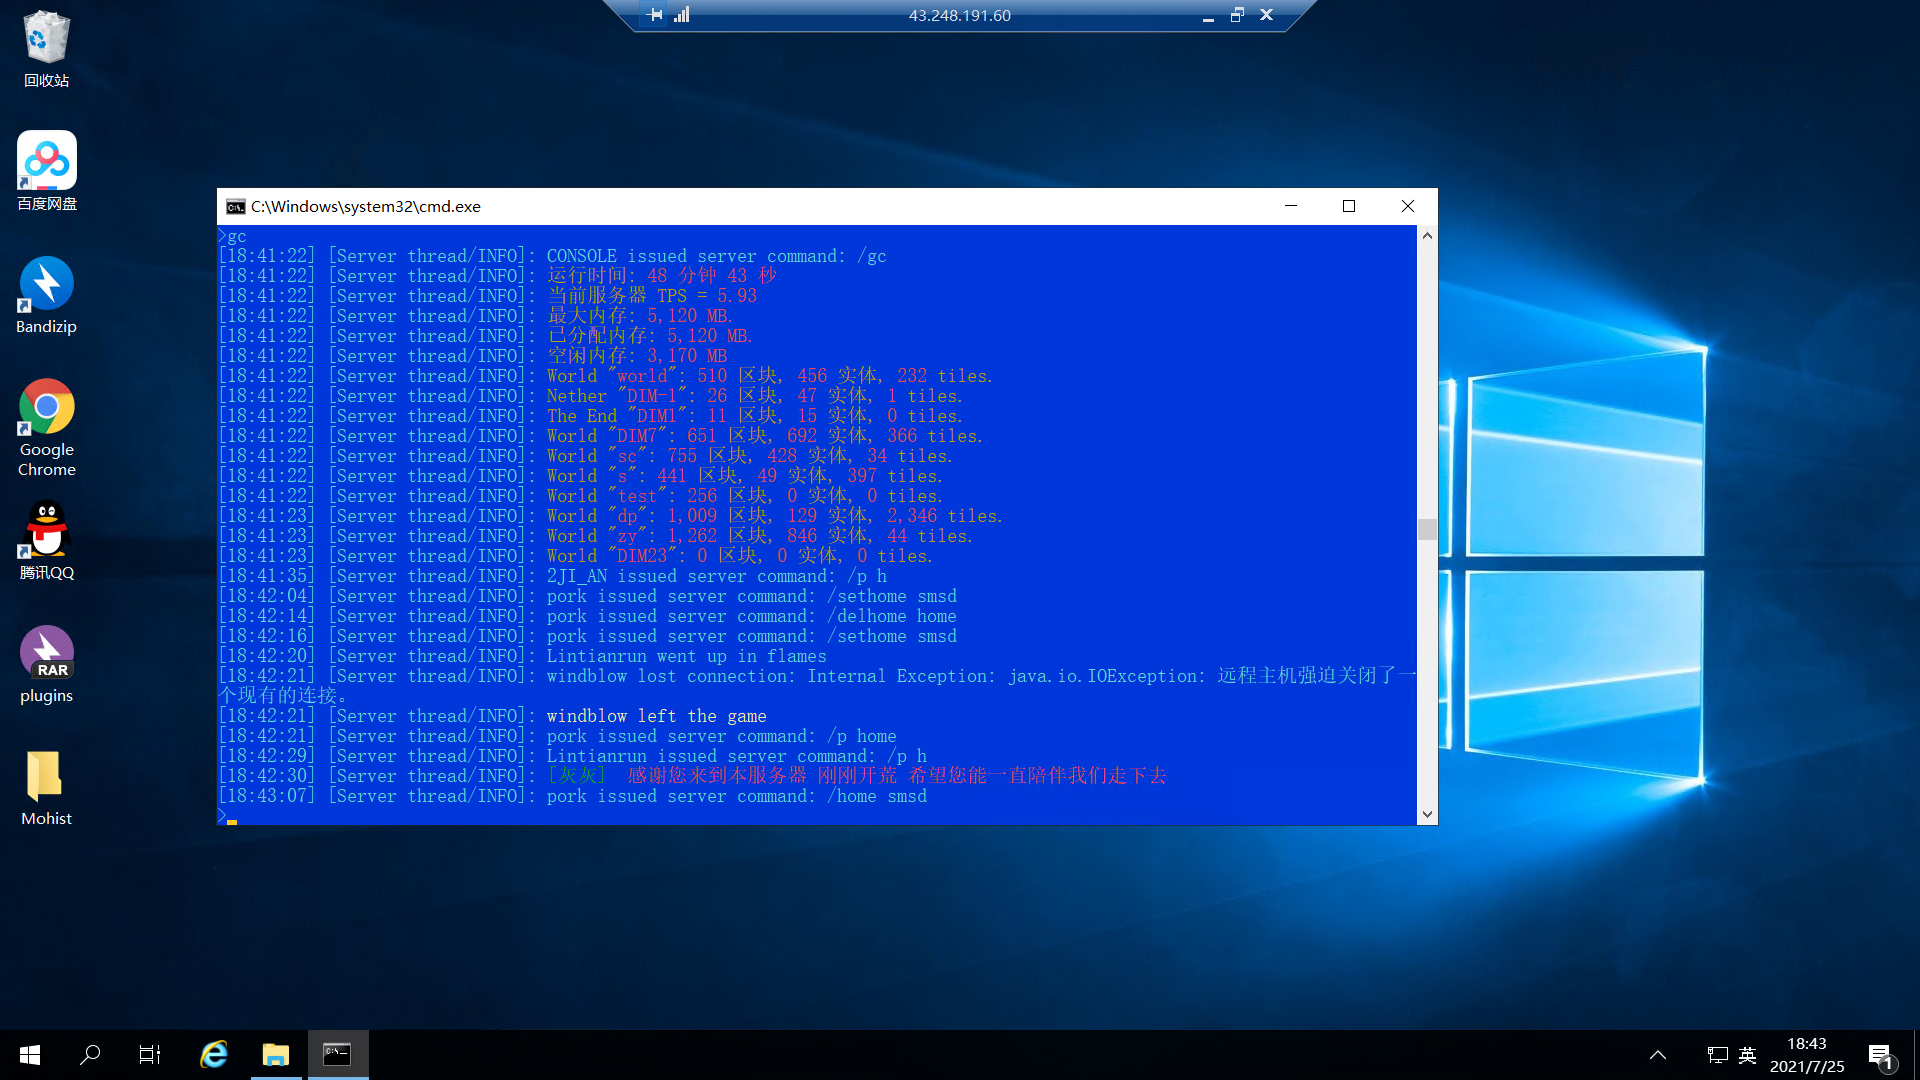 43.248.191.60
回收站
百度网盘
Bandizip
Google
Chrome
腾讯QQ
RAR
plugins
Mohist
C:\Windows\system32\cmd.exe
>gc
[18:41:22] [Server thread/INFO]: CONSOLE issued server command: /gc
[18:41:22] [Server thread/INFO]: 运行时间: 48 分钟 43 秒
[18:41:22] [Server thread/INFO]: 当前服务器 TPS = 5.93
[18:41:22] [Server thread/INFO]: 最大内存: 5,120 MB.
[18:41:22] [Server thread/INFO]: 已分配内存: 5,120 MB.
[18:41:22] [Server thread/INFO]: 空闲内存: 3,170 MB
[18:41:22] [Server thread/INFO]: World "world": 510 区块, 456 实体, 232 tiles.
[18:41:22] [Server thread/INFO]: Nether "DIM-1": 26 区块, 47 实体, 1 tiles.
[18:41:22] [Server thread/INFO]: The End "DIM1": 11 区块, 15 实体, 0 tiles.
[18:41:22] [Server thread/INFO]: World "DIM7": 651 区块, 692 实体, 366 tiles.
[18:41:22] [Server thread/INFO]: World "sc": 755 区块, 428 实体, 34 tiles.
[18:41:22] [Server thread/INFO]: World "s": 441 区块, 49 实体, 397 tiles.
[18:41:22] [Server thread/INFO]: World "test": 256 区块, 0 实体, 0 tiles.
[18:41:23] [Server thread/INFO]: World "dp": 1,009 区块, 129 实体, 2,346 tiles.
[18:41:23] [Server thread/INFO]: World "zy": 1,262 区块, 846 实体, 44 tiles.
[18:41:23] [Server thread/INFO]: World "DIM23": 0 区块, 0 实体, 0 tiles.
[18:41:35] [Server thread/INFO]: 2JI_AN issued server command: /p h
[18:42:04] [Server thread/INFO]: pork issued server command: /sethome smsd
[18:42:14] [Server thread/INFO]: pork issued server command: /delhome home
[18:42:16] [Server thread/INFO]: pork issued server command: /sethome smsd
[18:42:20] [Server thread/INFO]: Lintianrun went up in flames
[18:42:21] [Server thread/INFO]: windblow lost connection: Internal Exception: java.io.IOException: 远程主机强迫关闭了一
个现有的连接。
[18:42:21] [Server thread/INFO]: windblow left the game
[18:42:21] [Server thread/INFO]: pork issued server command: /p home
[18:42:29] [Server thread/INFO]: Lintianrun issued server command: /p h
[18:42:30] [Server thread/INFO]: [灰灰] 感谢您来到本服务器 刚刚开荒 希望您能一直陪伴我们走下去
[18:43:07] [Server thread/INFO]: pork issued server command: /home smsd
>
英
18:43
2021/7/25
1